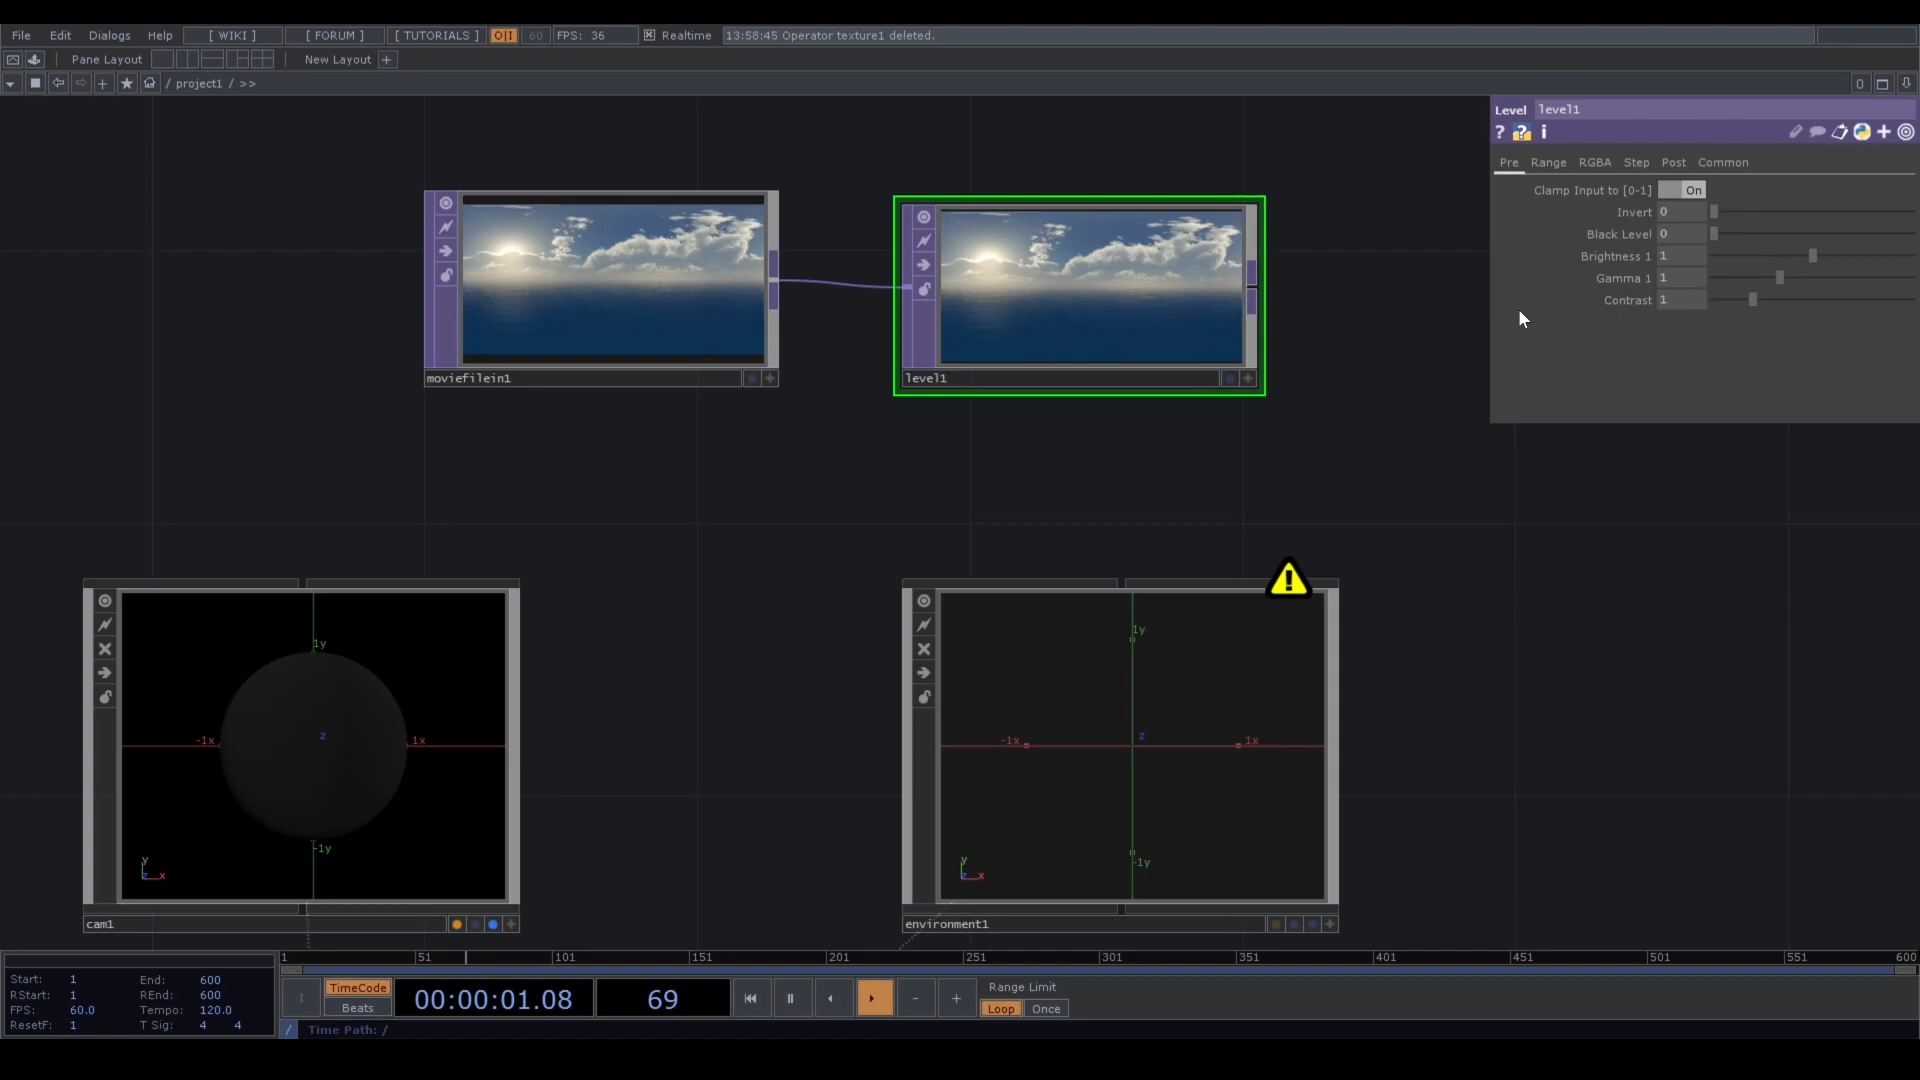 File Edit Dialogs Help [ WIKI ] [ FORUM ] [ TUTORIALS ] O|I 60 FPS: 36 Realtime 13:58:45 Operator texture1 deleted.
Pane Layout New Layout +
/ project1 / >> 0
Level level1
? ? i
Pre Range RGBA Step Post Common
Clamp Input to [0-1] On
Invert 0
Black Level 0
Brightness 1 1
Gamma 1 1
Contrast 1
moviefilein1
level1
1y
-1x 1x
z
-1y
y
z x
cam1
1y
-1x 1x
z
-1y
y
z x
environment1
1 51 101 151 201 251 301 351 401 451 501 551 600
Start: 1 End: 600
RStart: 1 REnd: 600
FPS: 60.0 Tempo: 120.0
ResetF: 1 T Sig: 4 4
I TimeCode
Beats
00:00:01.08 69
- +
Range Limit
Loop Once
/ Time Path: /